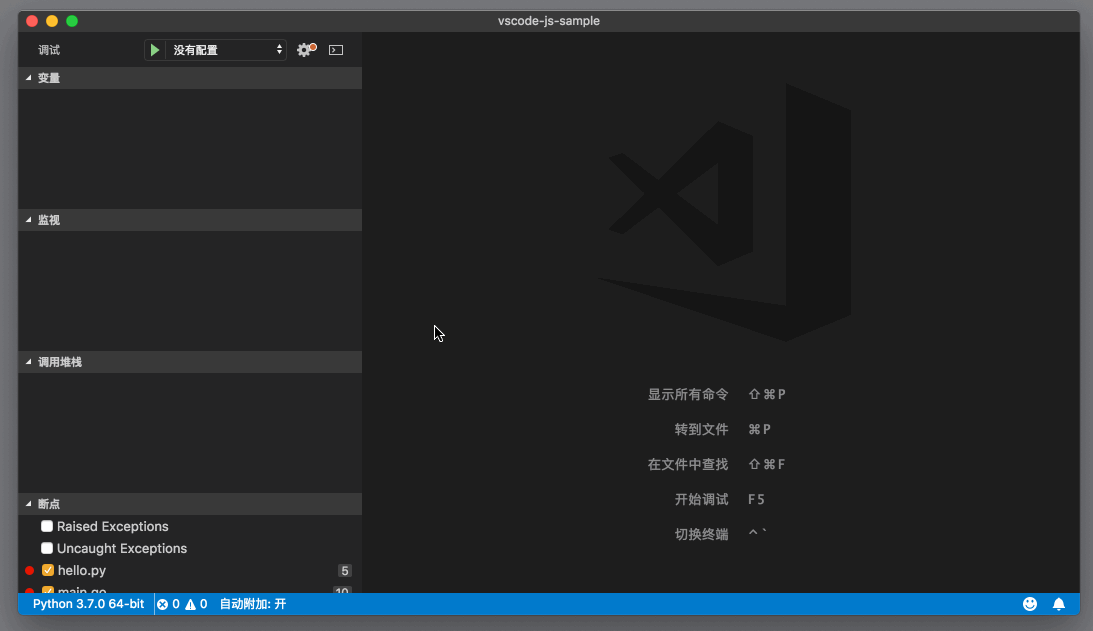 vscode-js-sample
调试
没有配置
变量
监视
调用堆栈
断点
Raised Exceptions
Uncaught Exceptions
hello.py 5
main.go 10
显示所有命令 ⇧⌘P
转到文件 ⌘P
在文件中查找 ⇧⌘F
开始调试 F5
切换终端 ^`
Python 3.7.0 64-bit 0 0 自动附加: 开